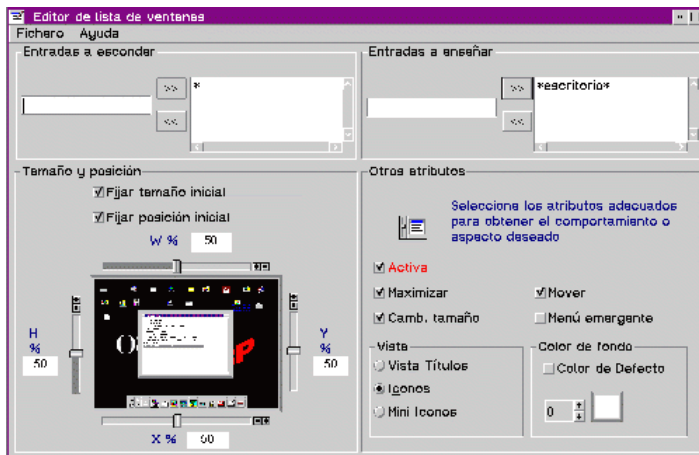 Editor de lista de ventanas
Fichero Ayuda
Entradas a esconder
>>
*
<<
Entradas a enseñar
>>
*escritorio*
<<
Tamaño y posición
Fijar tamaño inicial
Fijar posición inicial
W % 50
H
%
50
Y
%
50
X % 50
Otros atributos
Seleccione los atributos adecuados
para obtener el comportamiento o
aspecto deseado
Activa
Maximizar Mover
Camb. tamaño Menú emergente
Vista
Vista Títulos
Iconos
Mini Iconos
Color de fondo
Color de Defecto
0